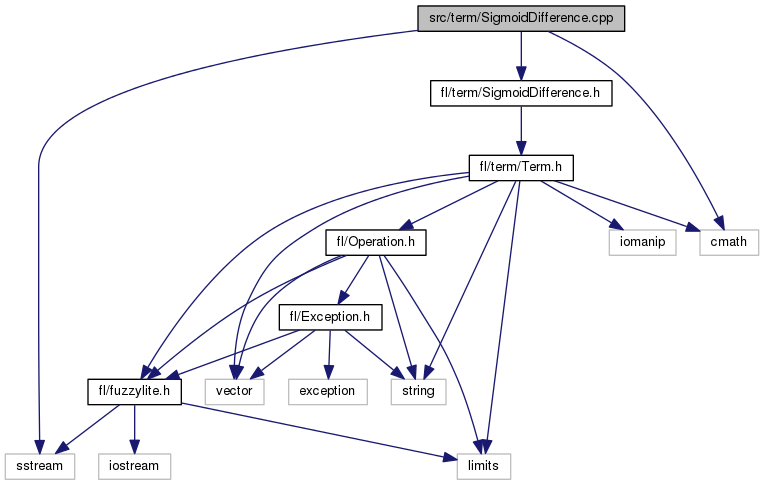 src/term/SigmoidDifference.cpp
fl/term/SigmoidDifference.h
fl/term/Term.h
fl/Operation.h
iomanip
cmath
fl/Exception.h
fl/fuzzylite.h
vector
exception
string
sstream
iostream
limits